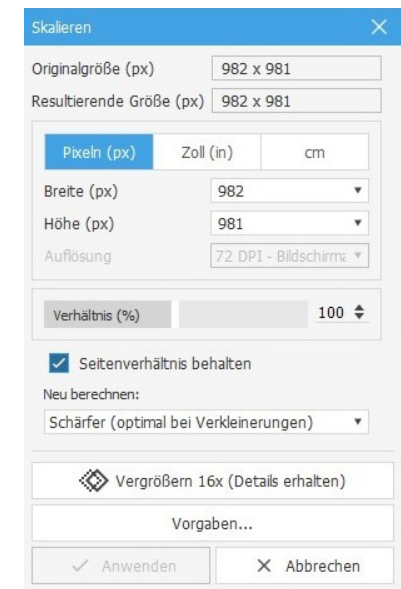 Skalieren
Originalgröße (px) 982 x 981
Resultierende Größe (px) 982 x 981
Pixeln (px) Zoll (in) cm
Breite (px) 982
Höhe (px) 981
Auflösung 72 DPI - Bildschirma
Verhältnis (%) 100
Seitenverhältnis behalten
Neu berechnen:
Schärfer (optimal bei Verkleinerungen)
Vergrößern 16x (Details erhalten)
Vorgaben...
Anwenden Abbrechen